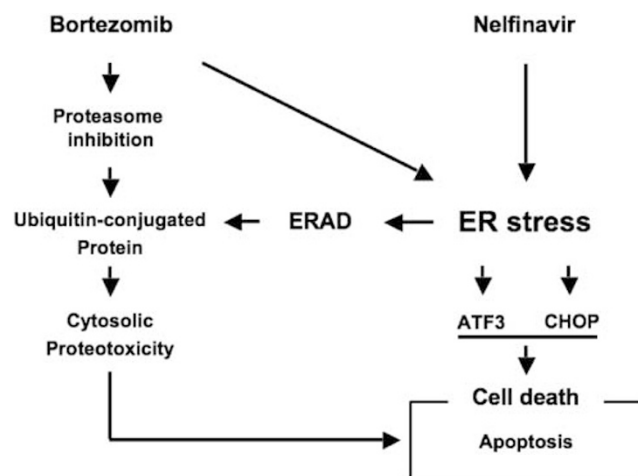 Bortezomib
Nelfinavir
Proteasome
inhibition
Ubiquitin-conjugated
Protein
ERAD
ER stress
Cytosolic
Proteotoxicity
ATF3
CHOP
Cell death
Apoptosis